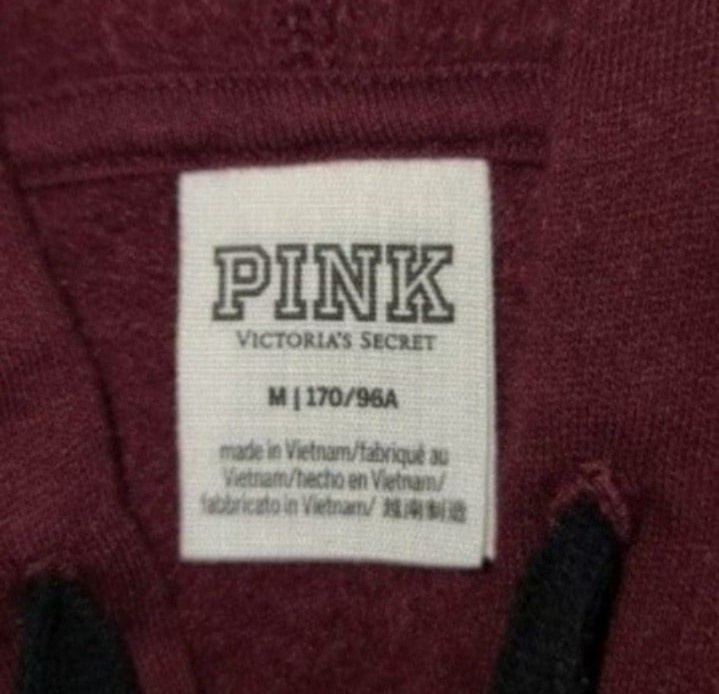 PINK
VICTORIA'S SECRET
M | 170/96A
made in Vietnam/fabriqué au
Vietnam/hecho en Vietnam/
fabbricato in Vietnam/ 越南制造